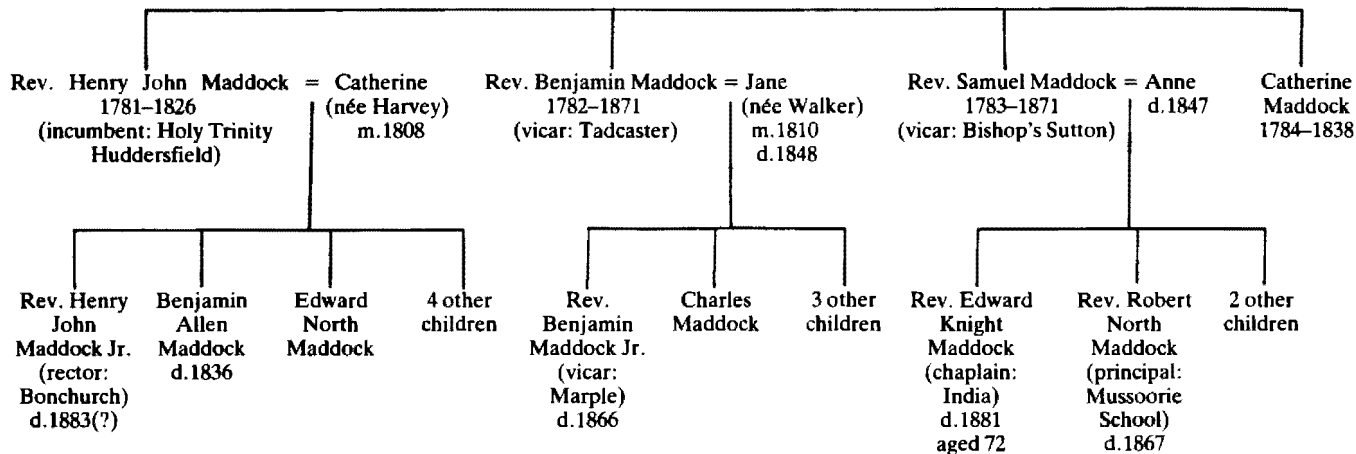 Rev. Henry John Maddock = Catherine
1781–1826
(née Harvey)
(incumbent: Holy Trinity
m.1808
Huddersfield)
Rev. Benjamin Maddock = Jane
1782–1871
(née Walker)
(vicar: Tadcaster)
m.1810
d.1848
Rev. Samuel Maddock = Anne
1783–1871
d.1847
(vicar: Bishop's Sutton)
Catherine
Maddock
1784–1838
Rev. Henry
John
Maddock Jr.
(rector:
Bonchurch)
d.1883(?)
Benjamin
Allen
Maddock
d.1836
Edward
North
Maddock
4 other
children
Rev.
Benjamin
Maddock Jr.
(vicar:
Marple)
d.1866
Charles
Maddock
3 other
children
Rev. Edward
Knight
Maddock
(chaplain:
India)
d.1881
aged 72
Rev. Robert
North
Maddock
(principal:
Mussoorie
School)
d.1867
2 other
children